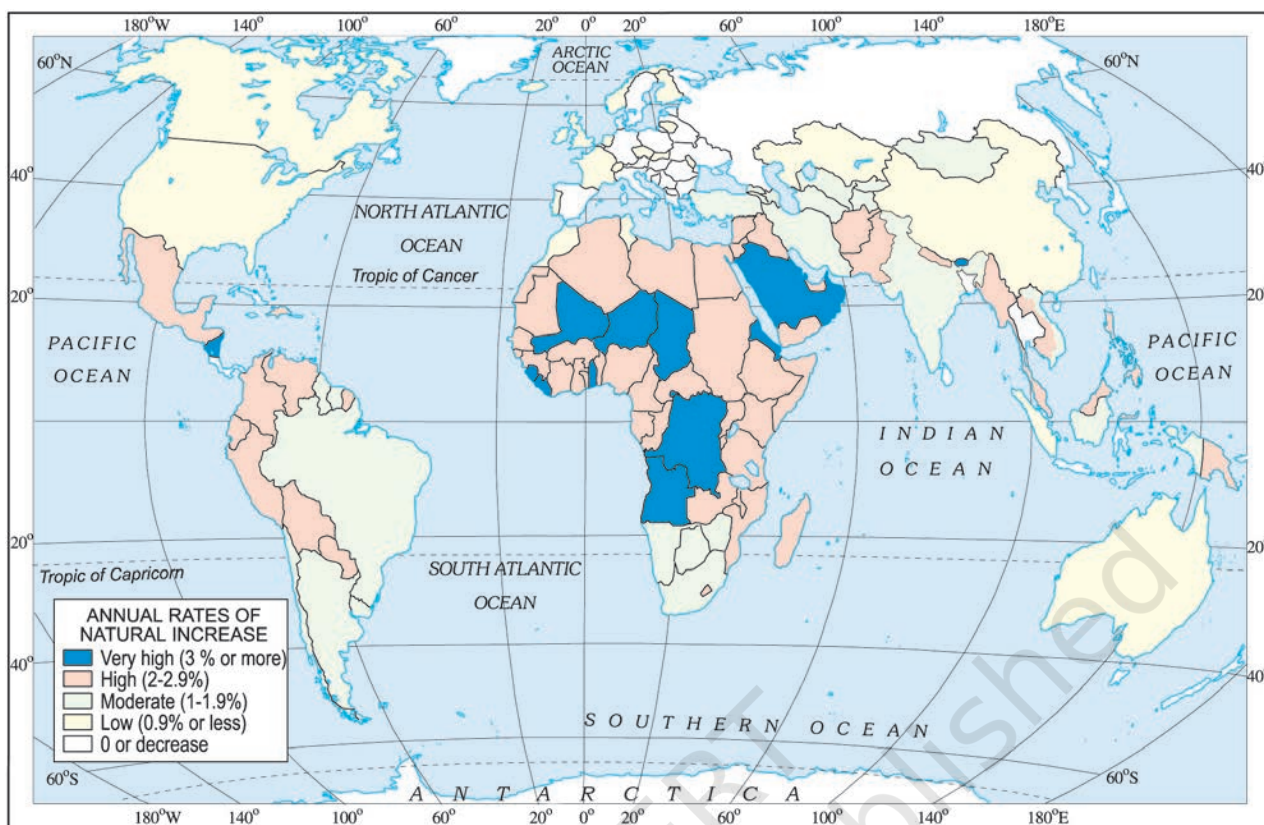 180°W 140° 100° 20° 0° 20° 60° 100° 140° 180°E
60°N
ARCTIC
OCEAN
60°N
40°
40°
NORTH ATLANTIC
OCEAN
Tropic of Cancer
20°
20°
PACIFIC
OCEAN
PACIFIC
OCEAN
INDIAN
OCEAN
20°
20°
Tropic of Capricorn
SOUTH ATLANTIC
OCEAN
ANNUAL RATES OF
NATURAL INCREASE
Very high (3 % or more)
High (2-2.9%)
Moderate (1-1.9%)
Low (0.9% or less)
0 or decrease
40°
40°
SOUTHERN OCEAN
60°S
60°S
ANTARCTICA
180°W 140° 100° 20° 0° 20° 60° 100° 140° 180°E